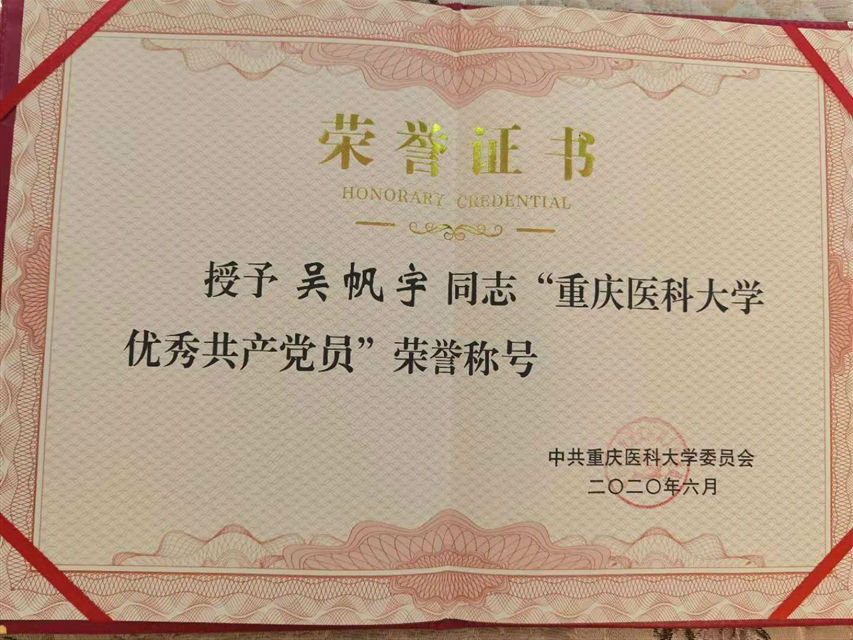 荣誉证书
HONORARY CREDENTIAL
授予 吴帆宇 同志“重庆医科大学
优秀共产党员”荣誉称号
中共重庆医科大学委员会
二〇二〇年六月